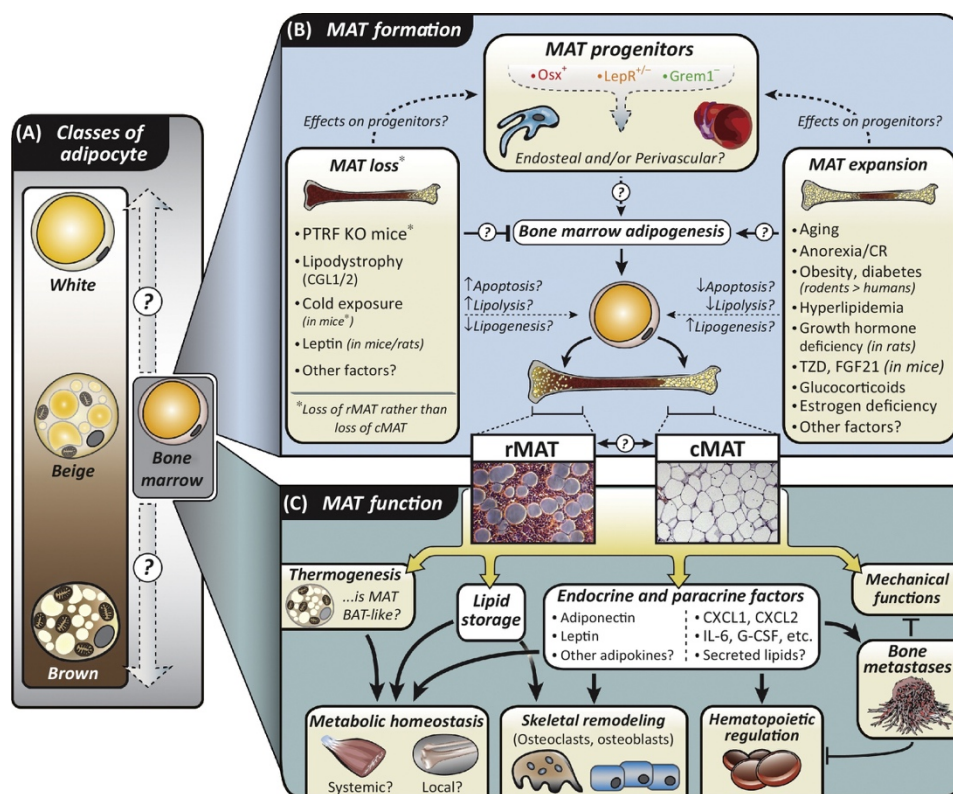 (A) Classes of
adipocyte
White
?
Beige
Bone
marrow
?
Brown
(B) MAT formation
MAT progenitors
•Osx+ •LepR+/− •Grem1−
Endosteal and/or Perivascular?
Effects on progenitors?
Effects on progenitors?
MAT loss*
•PTRF KO mice*
•Lipodystrophy
(CGL1/2)
•Cold exposure
(in mice*)
•Leptin (in mice/rats)
•Other factors?
*Loss of rMAT rather than
loss of cMAT
?
?
Bone marrow adipogenesis
?
↑Apoptosis?
↑Lipolysis?
↓Lipogenesis?
↓Apoptosis?
↓Lipolysis?
↑Lipogenesis?
MAT expansion
•Aging
•Anorexia/CR
•Obesity, diabetes
(rodents > humans)
•Hyperlipidemia
•Growth hormone
deficiency (in rats)
•TZD, FGF21 (in mice)
•Glucocorticoids
•Estrogen deficiency
•Other factors?
rMAT
?
cMAT
(C) MAT function
Thermogenesis
...is MAT
BAT-like?
Lipid
storage
Endocrine and paracrine factors
•Adiponectin
•Leptin
•Other adipokines?
•CXCL1, CXCL2
•IL-6, G-CSF, etc.
•Secreted lipids?
Mechanical
functions
Bone
metastases
Metabolic homeostasis
Systemic? Local?
Skeletal remodeling
(Osteoclasts, osteoblasts)
Hematopoietic
regulation